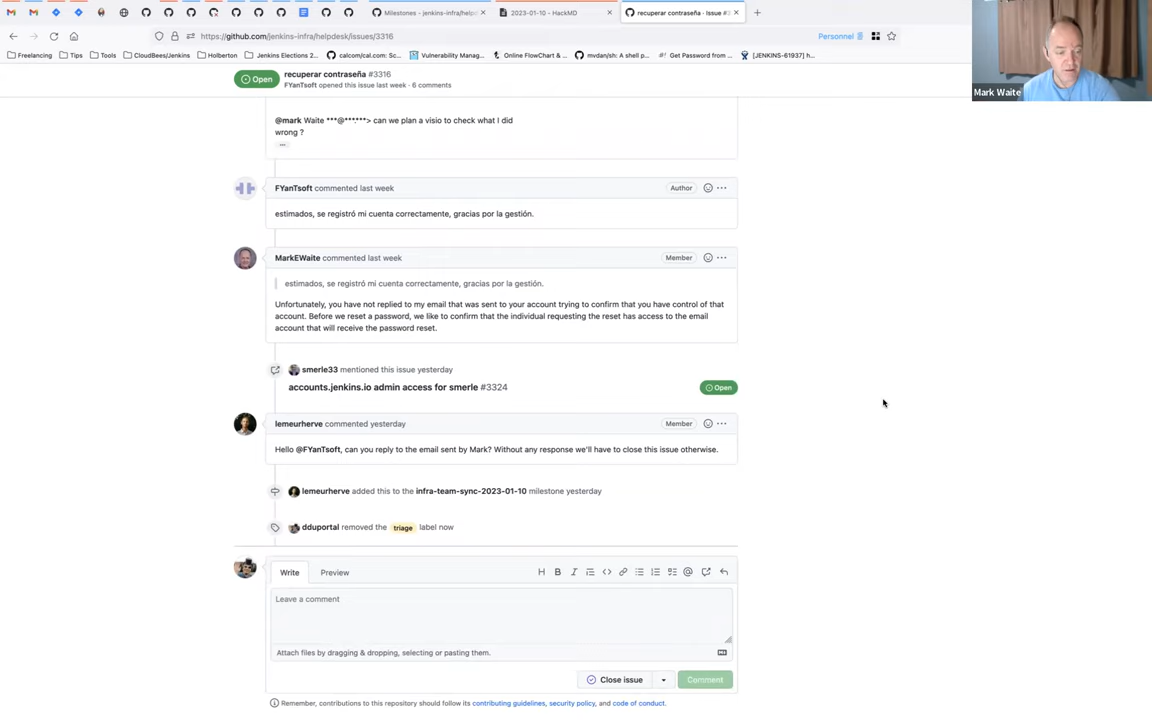 Milestones - jenkins-infra/help
2023-01-10 - HackMD
recuperar contraseña · Issue #3
https://github.com/jenkins-infra/helpdesk/issues/3316
Personnel
Freelancing
Tips
Tools
CloudBees/Jenkins
Holberton
Jenkins Elections 2...
calcom/cal.com: Sc...
Vulnerability Manag...
Online FlowChart & ...
mvdan/sh: A shell p...
Get Password from ...
[JENKINS-61937] h...
Mark Waite
Open
recuperar contraseña #3316
FYanTsoft opened this issue last week · 6 comments
@mark Waite ***@***.***> can we plan a visio to check what I did
wrong ?
...
FYanTsoft commented last week
Author
estimados, se registró mi cuenta correctamente, gracias por la gestión.
MarkEWaite commented last week
Member
estimados, se registró mi cuenta correctamente, gracias por la gestión.
Unfortunately, you have not replied to my email that was sent to your account trying to confirm that you have control of that
account. Before we reset a password, we like to confirm that the individual requesting the reset has access to the email
account that will receive the password reset.
smerle33 mentioned this issue yesterday
accounts.jenkins.io admin access for smerle #3324
Open
lemeurherve commented yesterday
Member
Hello @FYanTsoft, can you reply to the email sent by Mark? Without any response we'll have to close this issue otherwise.
lemeurherve added this to the infra-team-sync-2023-01-10 milestone yesterday
dduportal removed the triage label now
Write
Preview
Leave a comment
Attach files by dragging & dropping, selecting or pasting them.
Close issue
Comment
Remember, contributions to this repository should follow its contributing guidelines, security policy, and code of conduct.